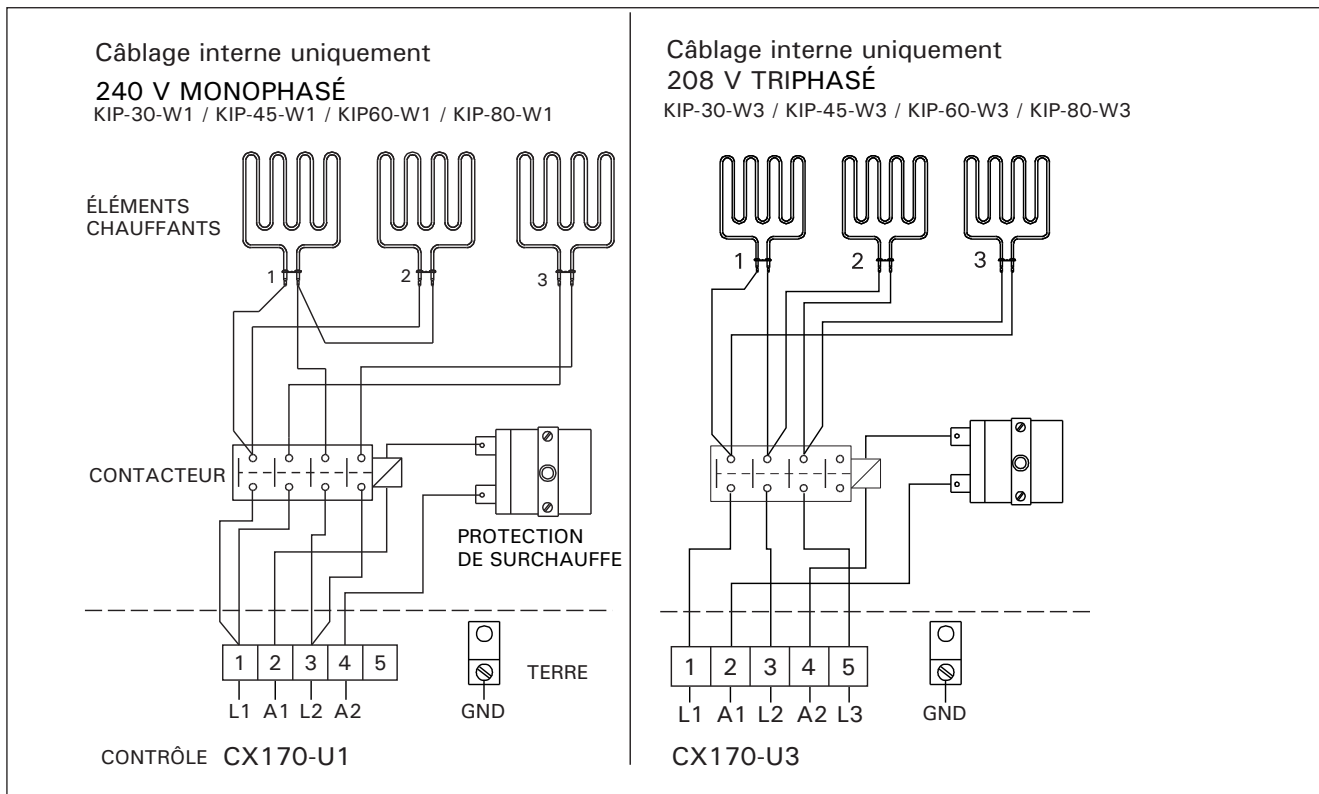 Câblage interne uniquement
240 V MONOPHASÉ
KIP-30-W1 / KIP-45-W1 / KIP60-W1 / KIP-80-W1
ÉLÉMENTS
CHAUFFANTS
1
2
3
CONTACTEUR
PROTECTION
DE SURCHAUFFE
1 2 3 4 5
TERRE
L1 A1 L2 A2
GND
CONTRÔLE CX170-U1
Câblage interne uniquement
208 V TRIPHASÉ
KIP-30-W3 / KIP-45-W3 / KIP-60-W3 / KIP-80-W3
1
2
3
1 2 3 4 5
L1 A1 L2 A2 L3
GND
CX170-U3